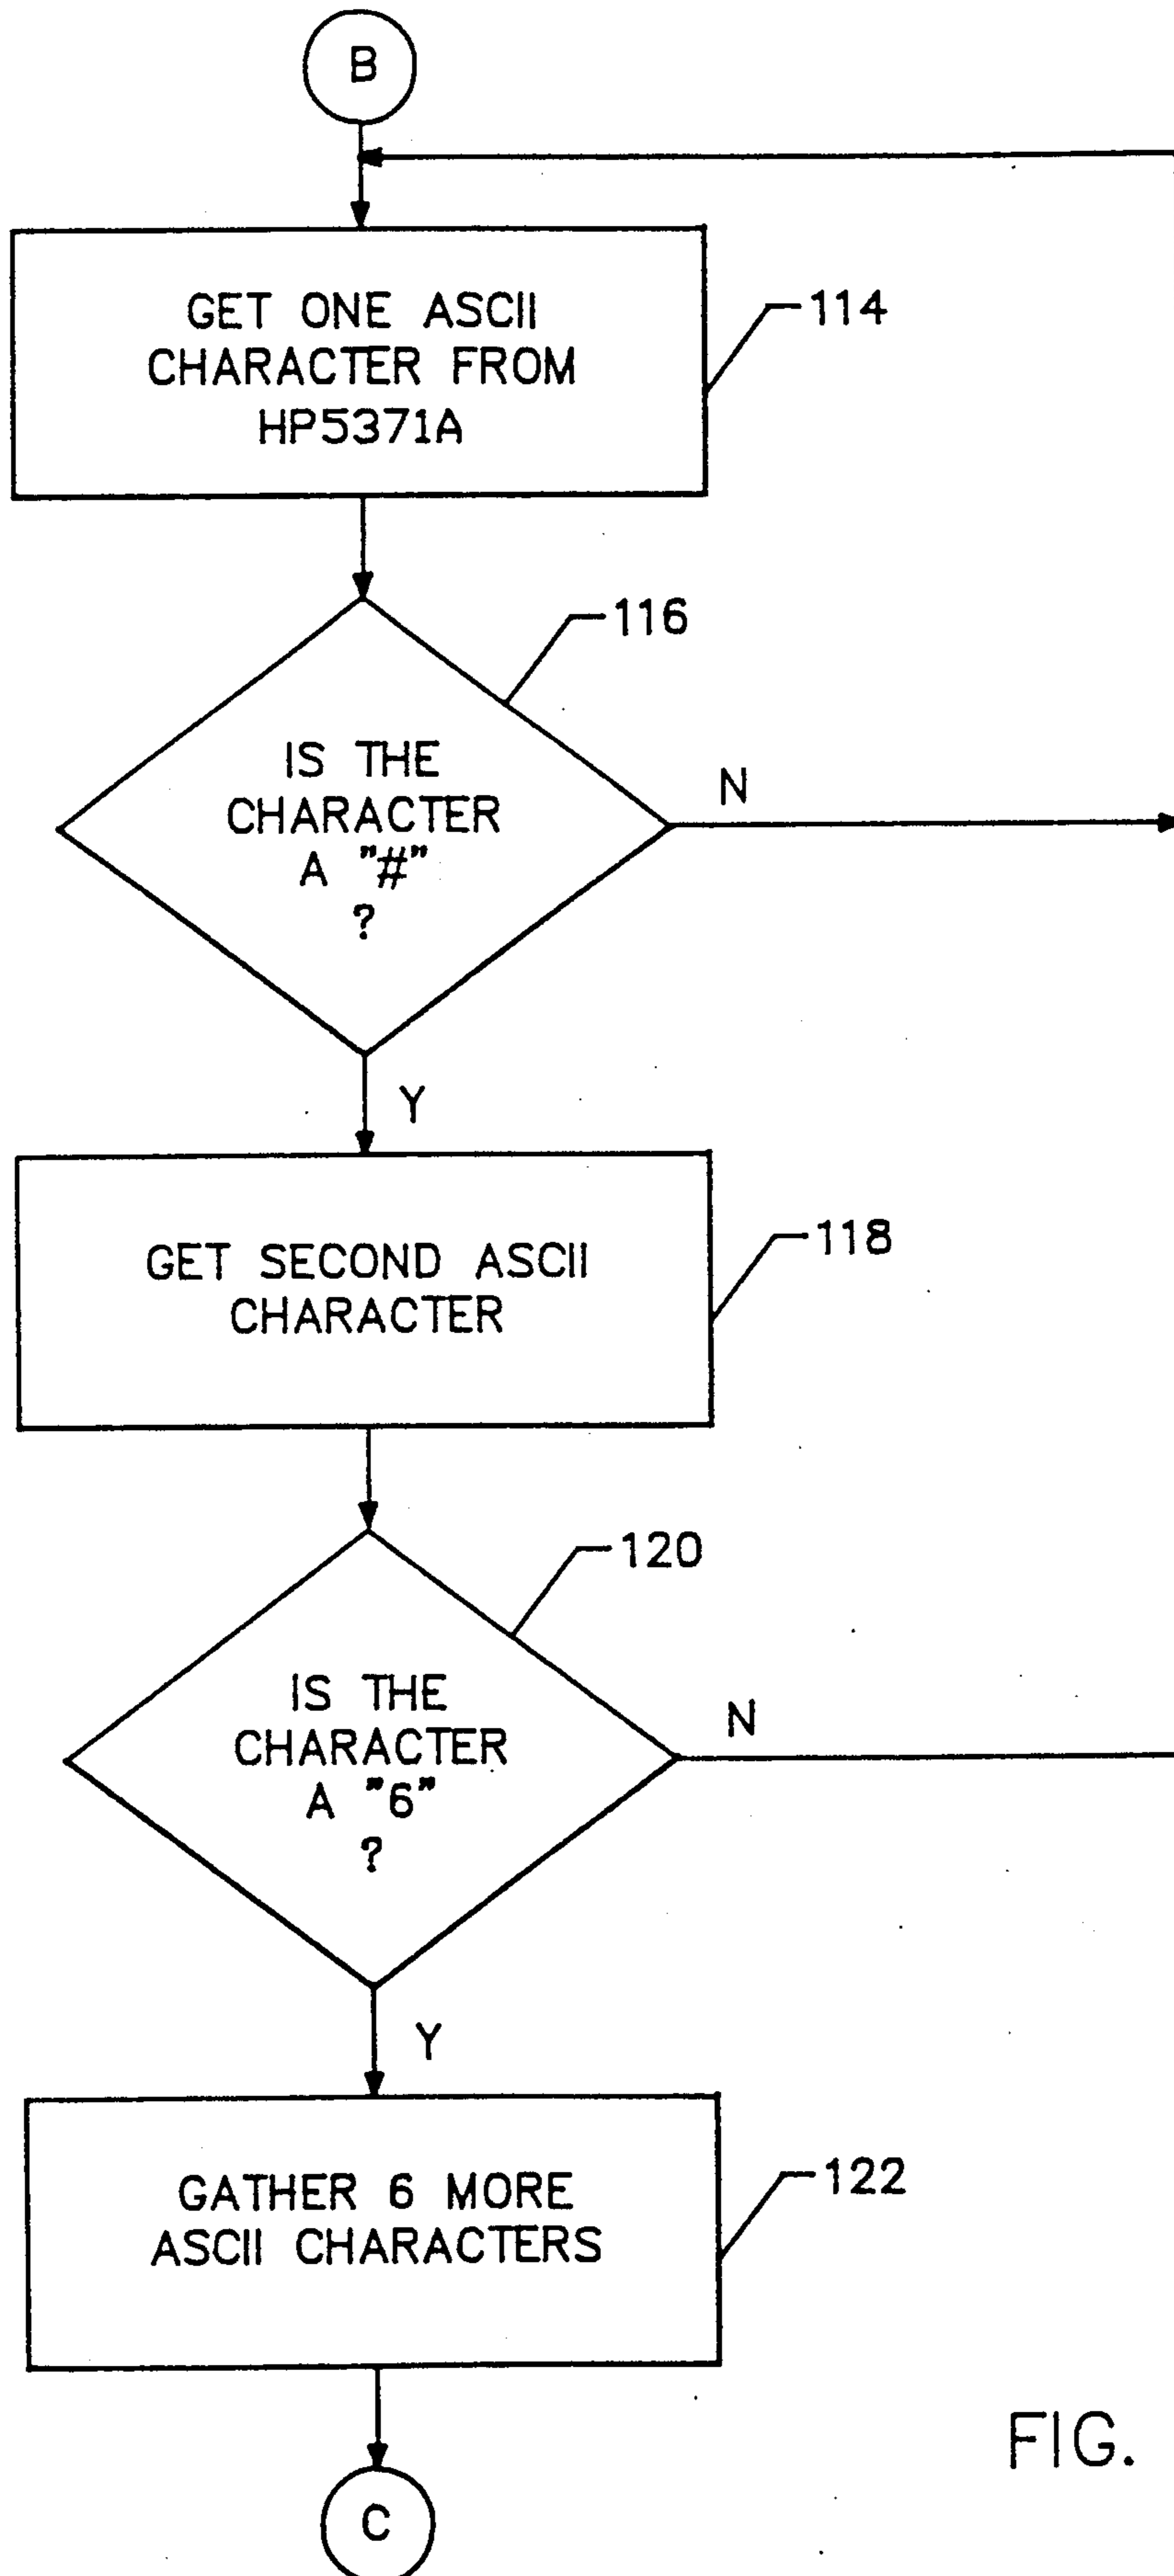 B
GET ONE ASCII
CHARACTER FROM
HP5371A
114
116
IS THE
CHARACTER
A "#"
?
N
Y
GET SECOND ASCII
CHARACTER
118
120
IS THE
CHARACTER
A "6"
?
N
Y
GATHER 6 MORE
ASCII CHARACTERS
122
FIG.
C